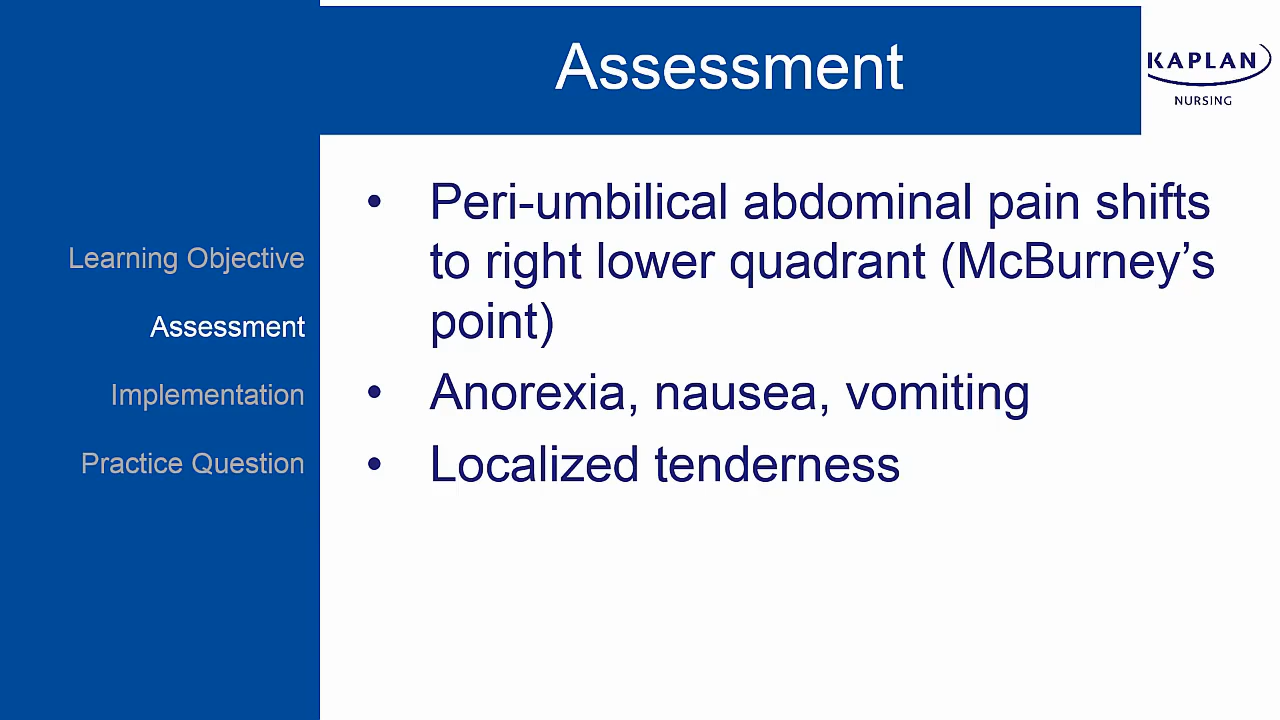 Assessment
KAPLAN
NURSING
Learning Objective
Assessment
Implementation
Practice Question
• Peri-umbilical abdominal pain shifts
to right lower quadrant (McBurney’s
point)
• Anorexia, nausea, vomiting
• Localized tenderness